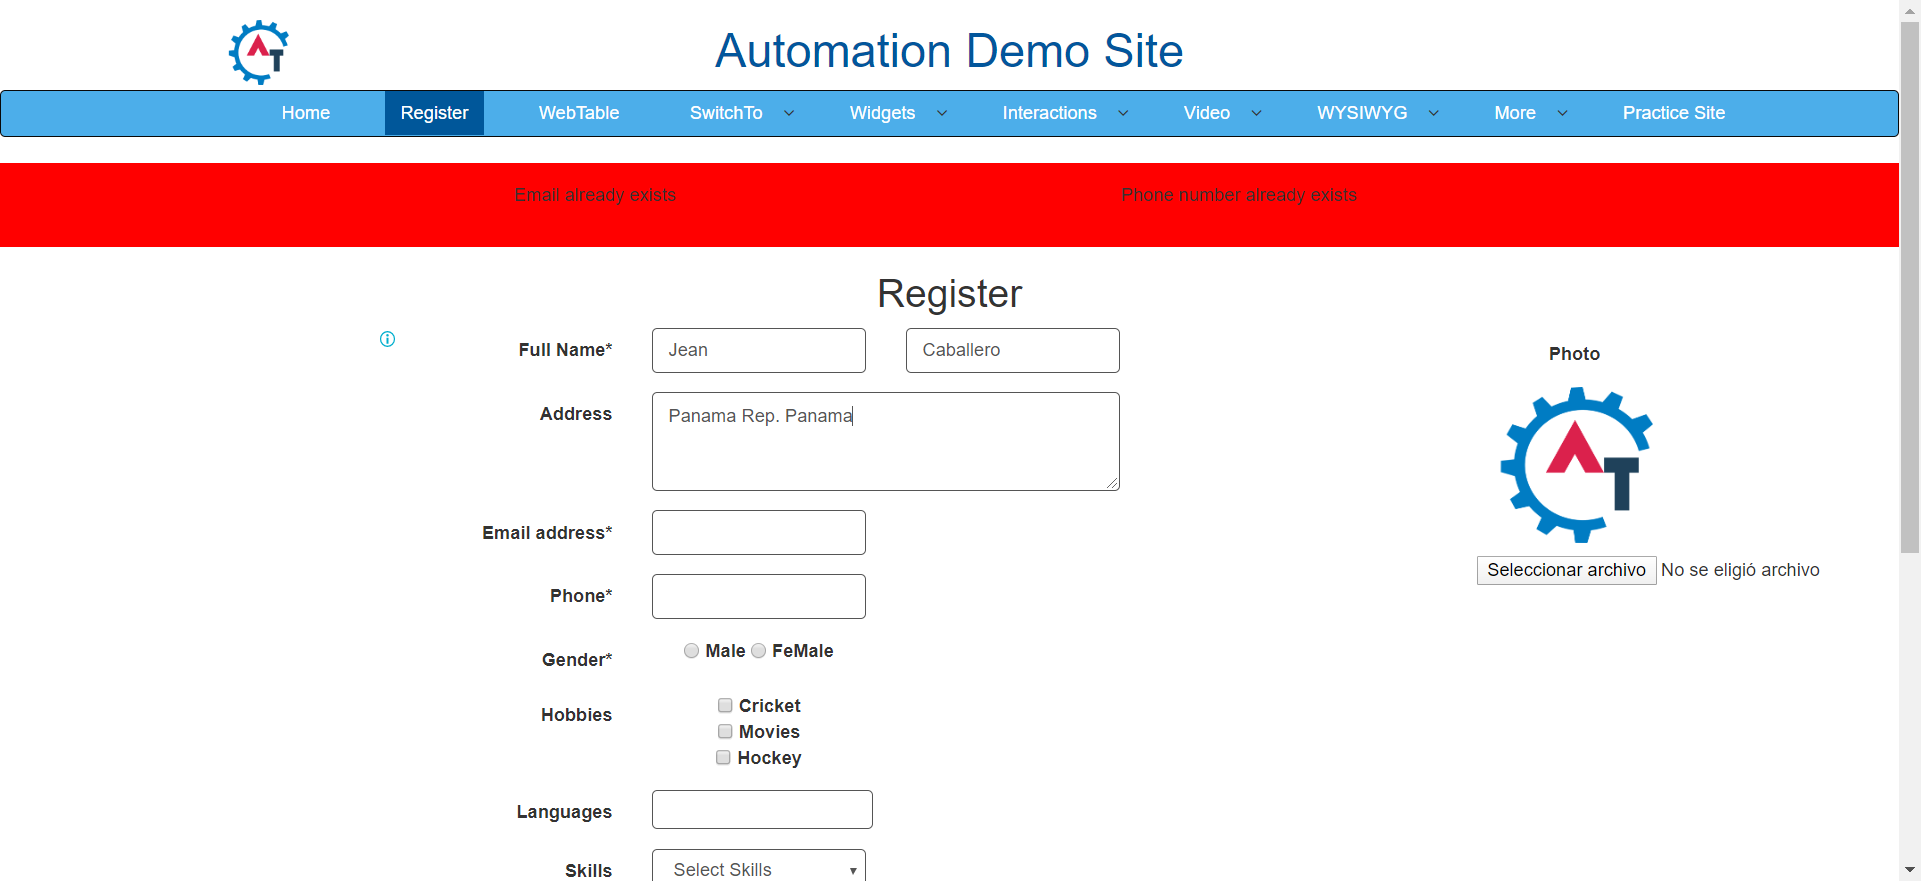 AT
Automation Demo Site
Home Register WebTable SwitchTo Widgets Interactions Video WYSIWYG More Practice Site
Email already exists Phone number already exists
Register
Full Name* Jean Caballero
Photo
Address Panama Rep. Panama
AT
Email address*
Seleccionar archivo No se eligió archivo
Phone*
Gender* Male FeMale
Hobbies Cricket
Movies
Hockey
Languages
Skills Select Skills